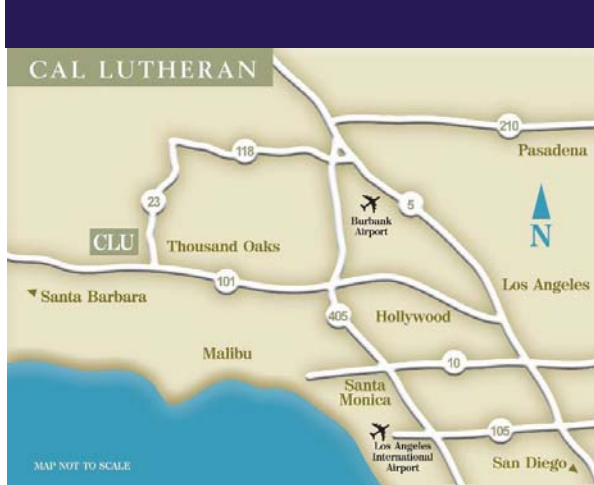 CAL LUTHERAN
210
Pasadena
118
23
5
Burbank
Airport
N
CLU
Thousand Oaks
101
Los Angeles
Santa Barbara
405
Hollywood
Malibu
10
Santa
Monica
105
Los Angeles
International
Airport
San Diego
MAP NOT TO SCALE